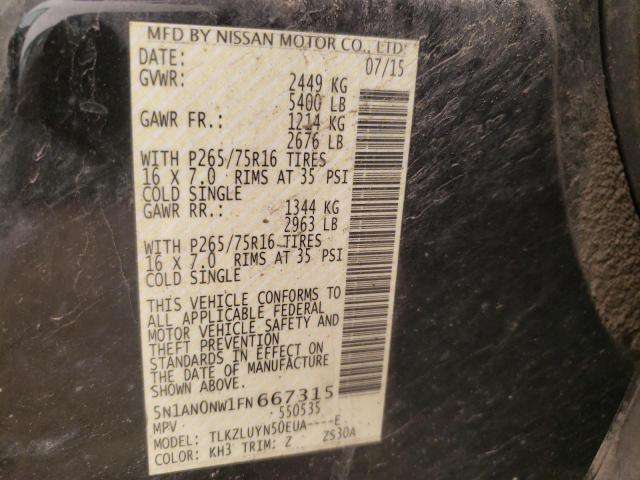 MFD BY NISSAN MOTOR CO., LTD.
DATE: 07/15
GVWR: 2449 KG
5400 LB
GAWR FR.: 1214 KG
2676 LB
WITH P265/75R16 TIRES
16 X 7.0 RIMS AT 35 PSI
COLD SINGLE
GAWR RR.: 1344 KG
2963 LB
WITH P265/75R16 TIRES
16 X 7.0 RIMS AT 35 PSI
COLD SINGLE
THIS VEHICLE CONFORMS TO
ALL APPLICABLE FEDERAL
MOTOR VEHICLE SAFETY AND
THEFT PREVENTION
STANDARDS IN EFFECT ON
THE DATE OF MANUFACTURE
SHOWN ABOVE.
5N1AN0NW1FN667315
MPV 550535
MODEL: TLKZLUYN50EUA----E
COLOR: KH3 TRIM: Z ZS30A